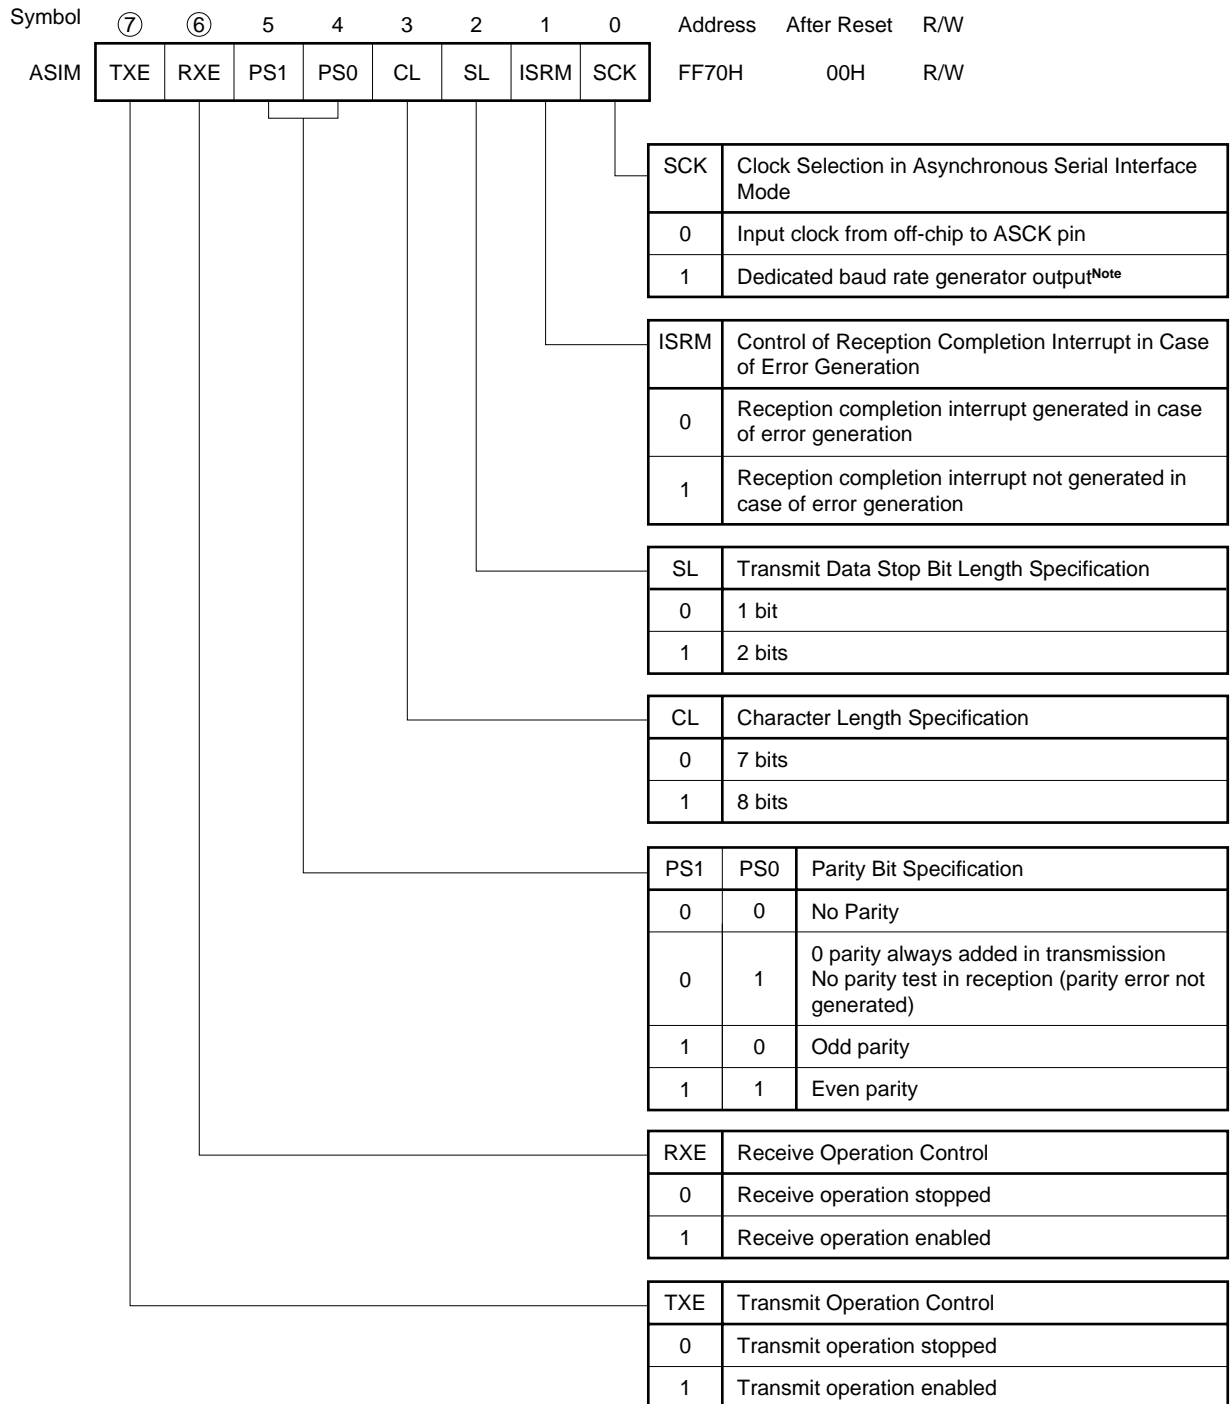 Symbol ⑦ ⑥ 5 4 3 2 1 0 Address After Reset R/W
ASIM TXE RXE PS1 PS0 CL SL ISRM SCK FF70H 00H R/W
SCK Clock Selection in Asynchronous Serial Interface
Mode
0 Input clock from off-chip to ASCK pin
1 Dedicated baud rate generator outputNote
ISRM Control of Reception Completion Interrupt in Case
of Error Generation
0 Reception completion interrupt generated in case
of error generation
1 Reception completion interrupt not generated in
case of error generation
SL Transmit Data Stop Bit Length Specification
0 1 bit
1 2 bits
CL Character Length Specification
0 7 bits
1 8 bits
PS1 PS0 Parity Bit Specification
0 0 No Parity
0 1 0 parity always added in transmission
No parity test in reception (parity error not
generated)
1 0 Odd parity
1 1 Even parity
RXE Receive Operation Control
0 Receive operation stopped
1 Receive operation enabled
TXE Transmit Operation Control
0 Transmit operation stopped
1 Transmit operation enabled